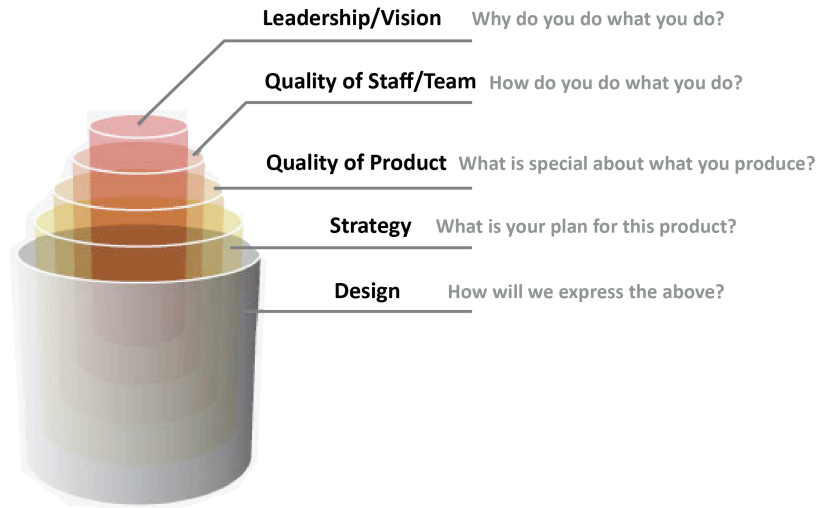 Leadership/Vision Why do you do what you do?
Quality of Staff/Team How do you do what you do?
Quality of Product What is special about what you produce?
Strategy What is your plan for this product?
Design How will we express the above?